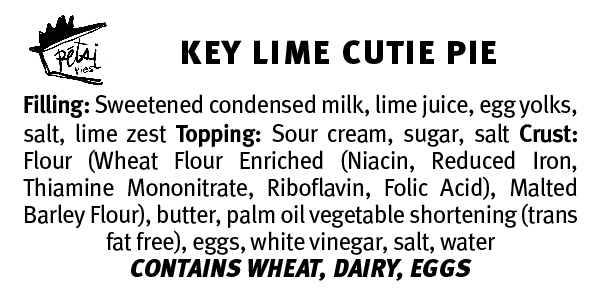 pétsi
pies
KEY LIME CUTIE PIE
Filling: Sweetened condensed milk, lime juice, egg yolks,
salt, lime zest Topping: Sour cream, sugar, salt Crust:
Flour (Wheat Flour Enriched (Niacin, Reduced Iron,
Thiamine Mononitrate, Riboflavin, Folic Acid), Malted
Barley Flour), butter, palm oil vegetable shortening (trans
fat free), eggs, white vinegar, salt, water
CONTAINS WHEAT, DAIRY, EGGS